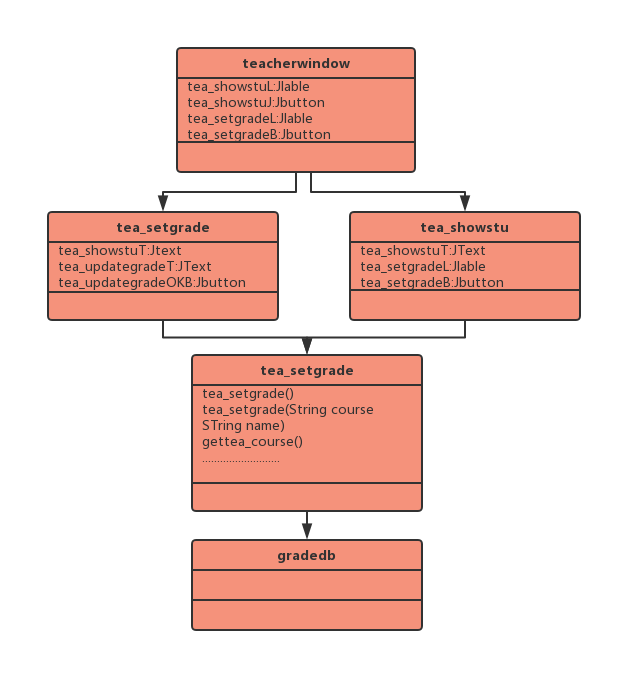 teacherwindow
tea_showstuL:Jlable
tea_showstuJ:Jbutton
tea_setgradeL:Jlable
tea_setgradeB:Jbutton
tea_setgrade
tea_showstuT:Jtext
tea_updategradeT:JText
tea_updategradeOKB:Jbutton
tea_showstu
tea_showstuT:JText
tea_setgradeL:Jlable
tea_setgradeB:Jbutton
tea_setgrade
tea_setgrade()
tea_setgrade(String course
STring name)
gettea_course()
..........................
gradedb